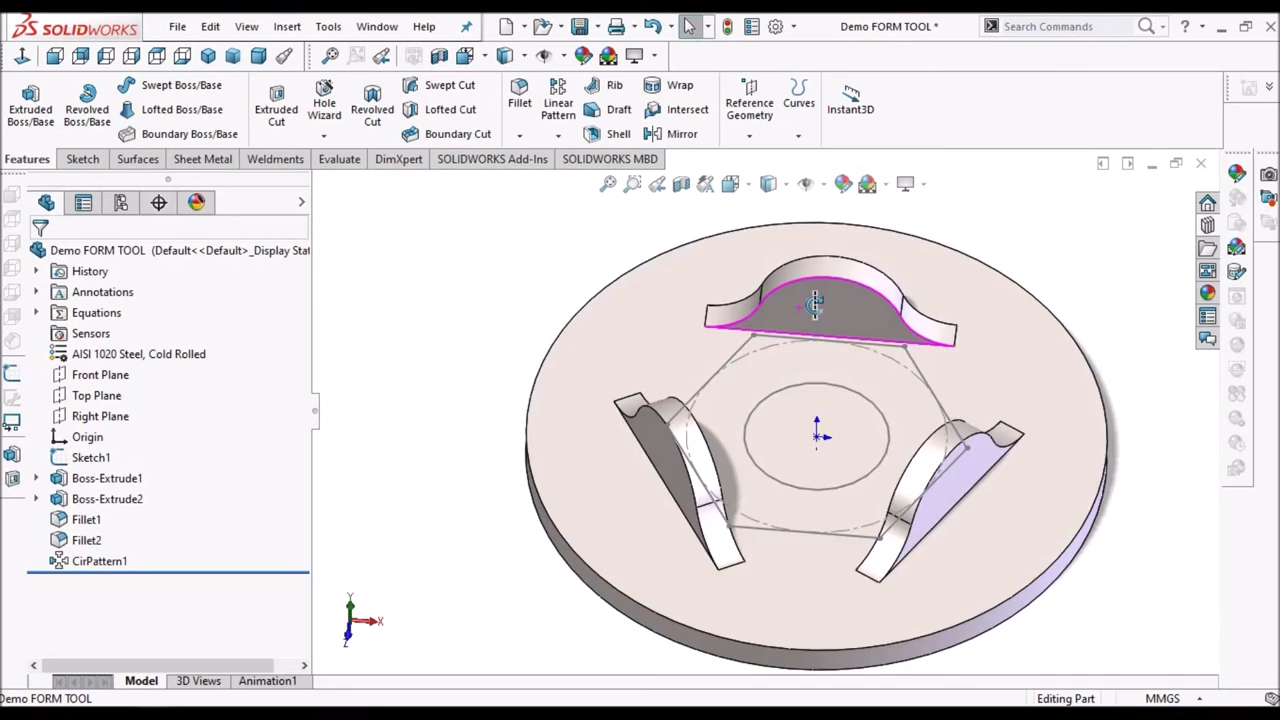 SOLIDWORKS File Edit View Insert Tools Window Help Demo FORM TOOL * Search Commands ?
Extruded Boss/Base
Revolved Boss/Base
Swept Boss/Base
Lofted Boss/Base
Boundary Boss/Base
Extruded Cut
Hole Wizard
Revolved Cut
Swept Cut
Lofted Cut
Boundary Cut
Fillet
Linear Pattern
Rib
Draft
Shell
Wrap
Intersect
Mirror
Reference Geometry
Curves
Instant3D
Features Sketch Surfaces Sheet Metal Weldments Evaluate DimXpert SOLIDWORKS Add-Ins SOLIDWORKS MBD
Demo FORM TOOL (Default<<Default>_Display Stat
History
Annotations
Equations
Sensors
AISI 1020 Steel, Cold Rolled
Front Plane
Top Plane
Right Plane
Origin
Sketch1
Boss-Extrude1
Boss-Extrude2
Fillet1
Fillet2
CirPattern1
Y
X
Z
Model 3D Views Animation1
Demo FORM TOOL Editing Part MMGS